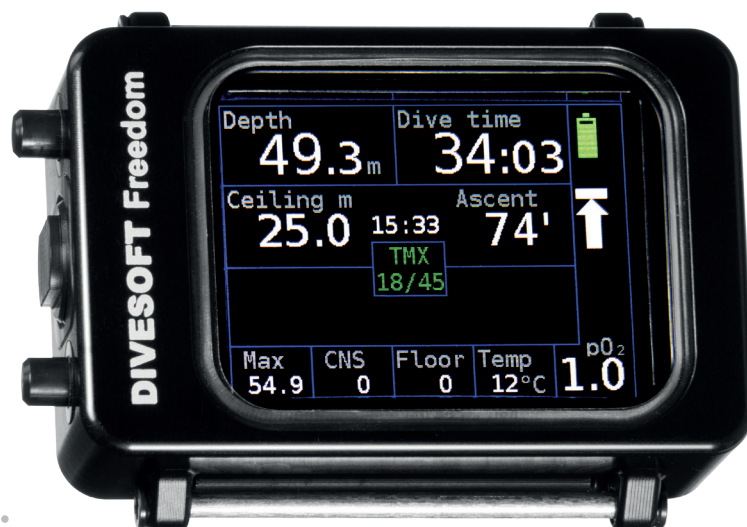 DIVESOFT Freedom
Depth Dive time
49.3m 34:03
Ceiling m Ascent
25.0 15:33 74'
TMX
18/45
Max CNS Floor Temp pO₂
54.9 0 0 12°C 1.0